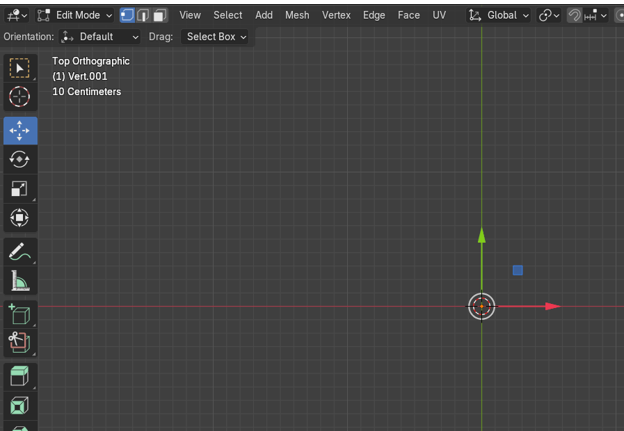 Edit Mode View Select Add Mesh Vertex Edge Face UV Global
Orientation: Default Drag: Select Box
Top Orthographic
(1) Vert.001
10 Centimeters